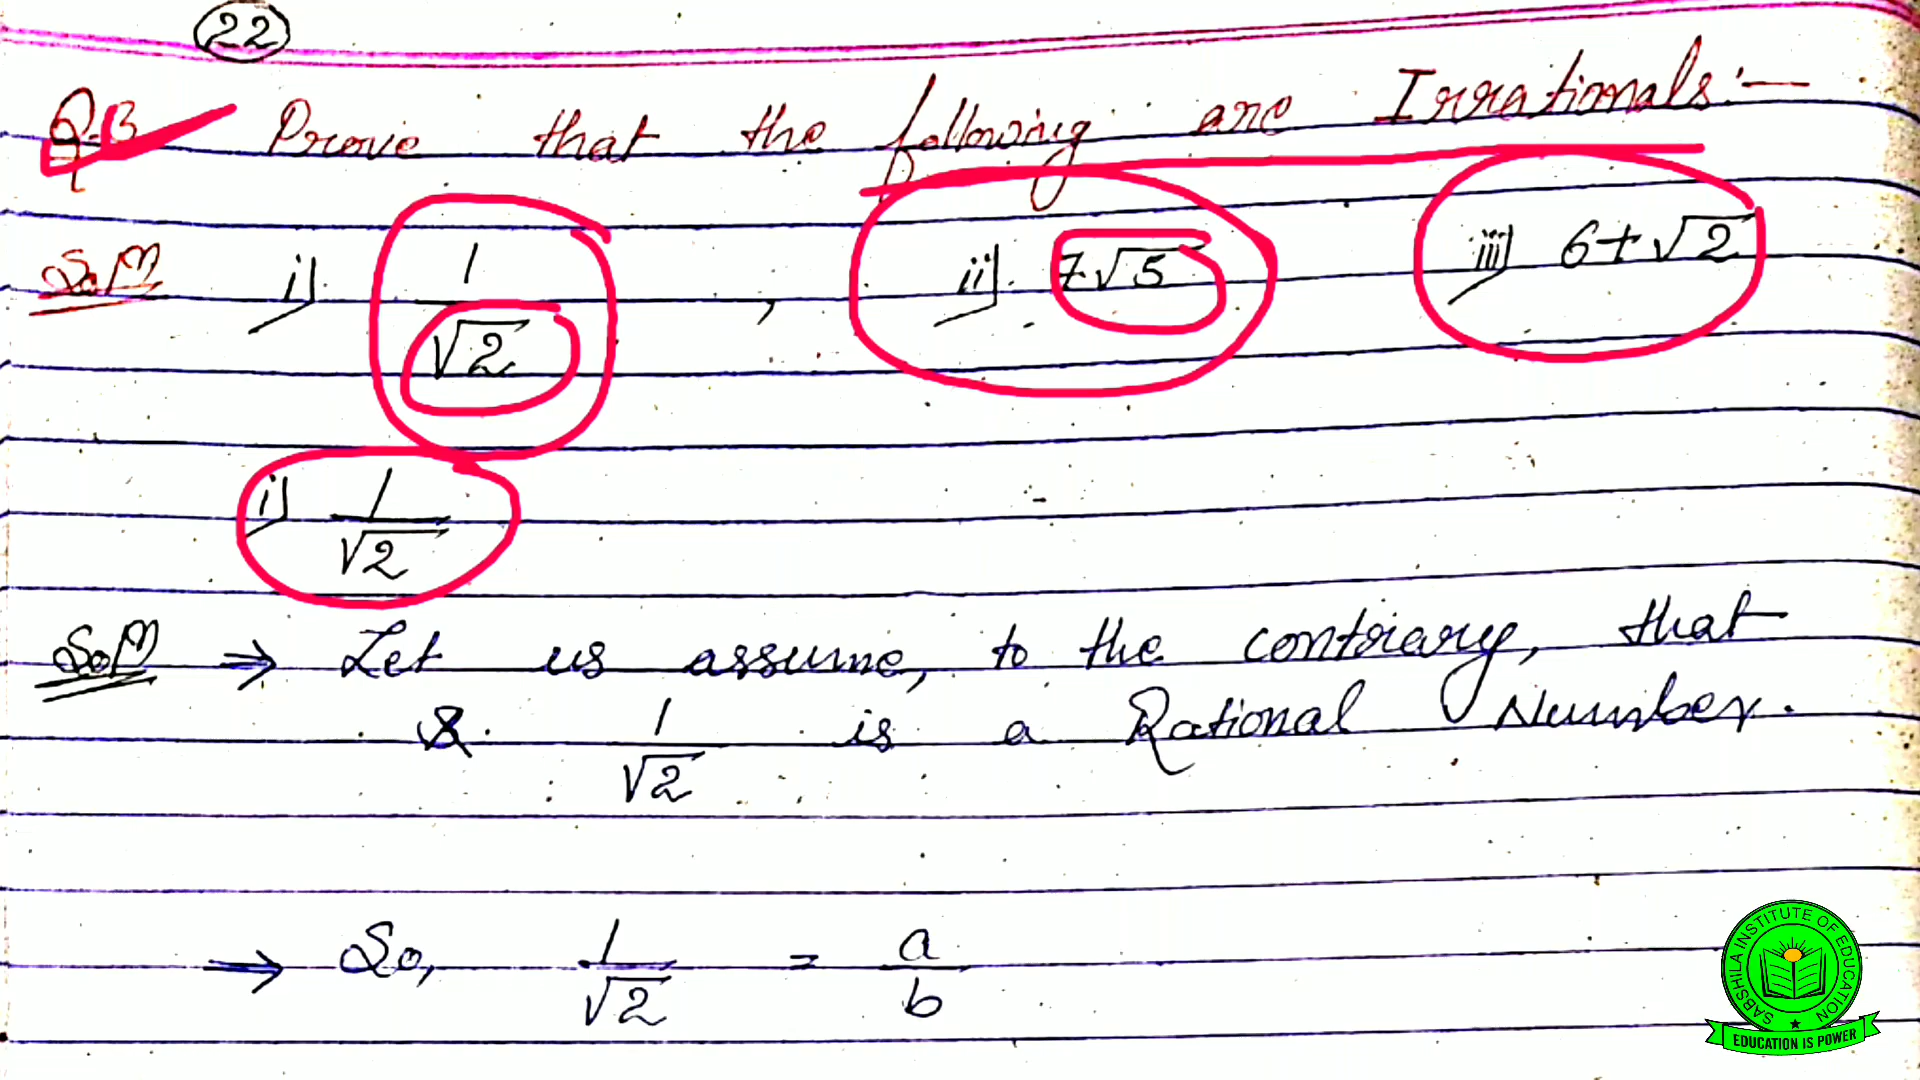 22
Q.3 Prove that the following are Irrationals:—
Soln i) 1/√2 , ii) 7√5 iii) 6+√2
i) 1/√2
Soln ⇒ Let us assume, to the contrary, that
1/√2 is a Rational Number.
⇒ So, 1/√2 = a/b
SABSHILA INSTITUTE OF EDUCATION
EDUCATION IS POWER